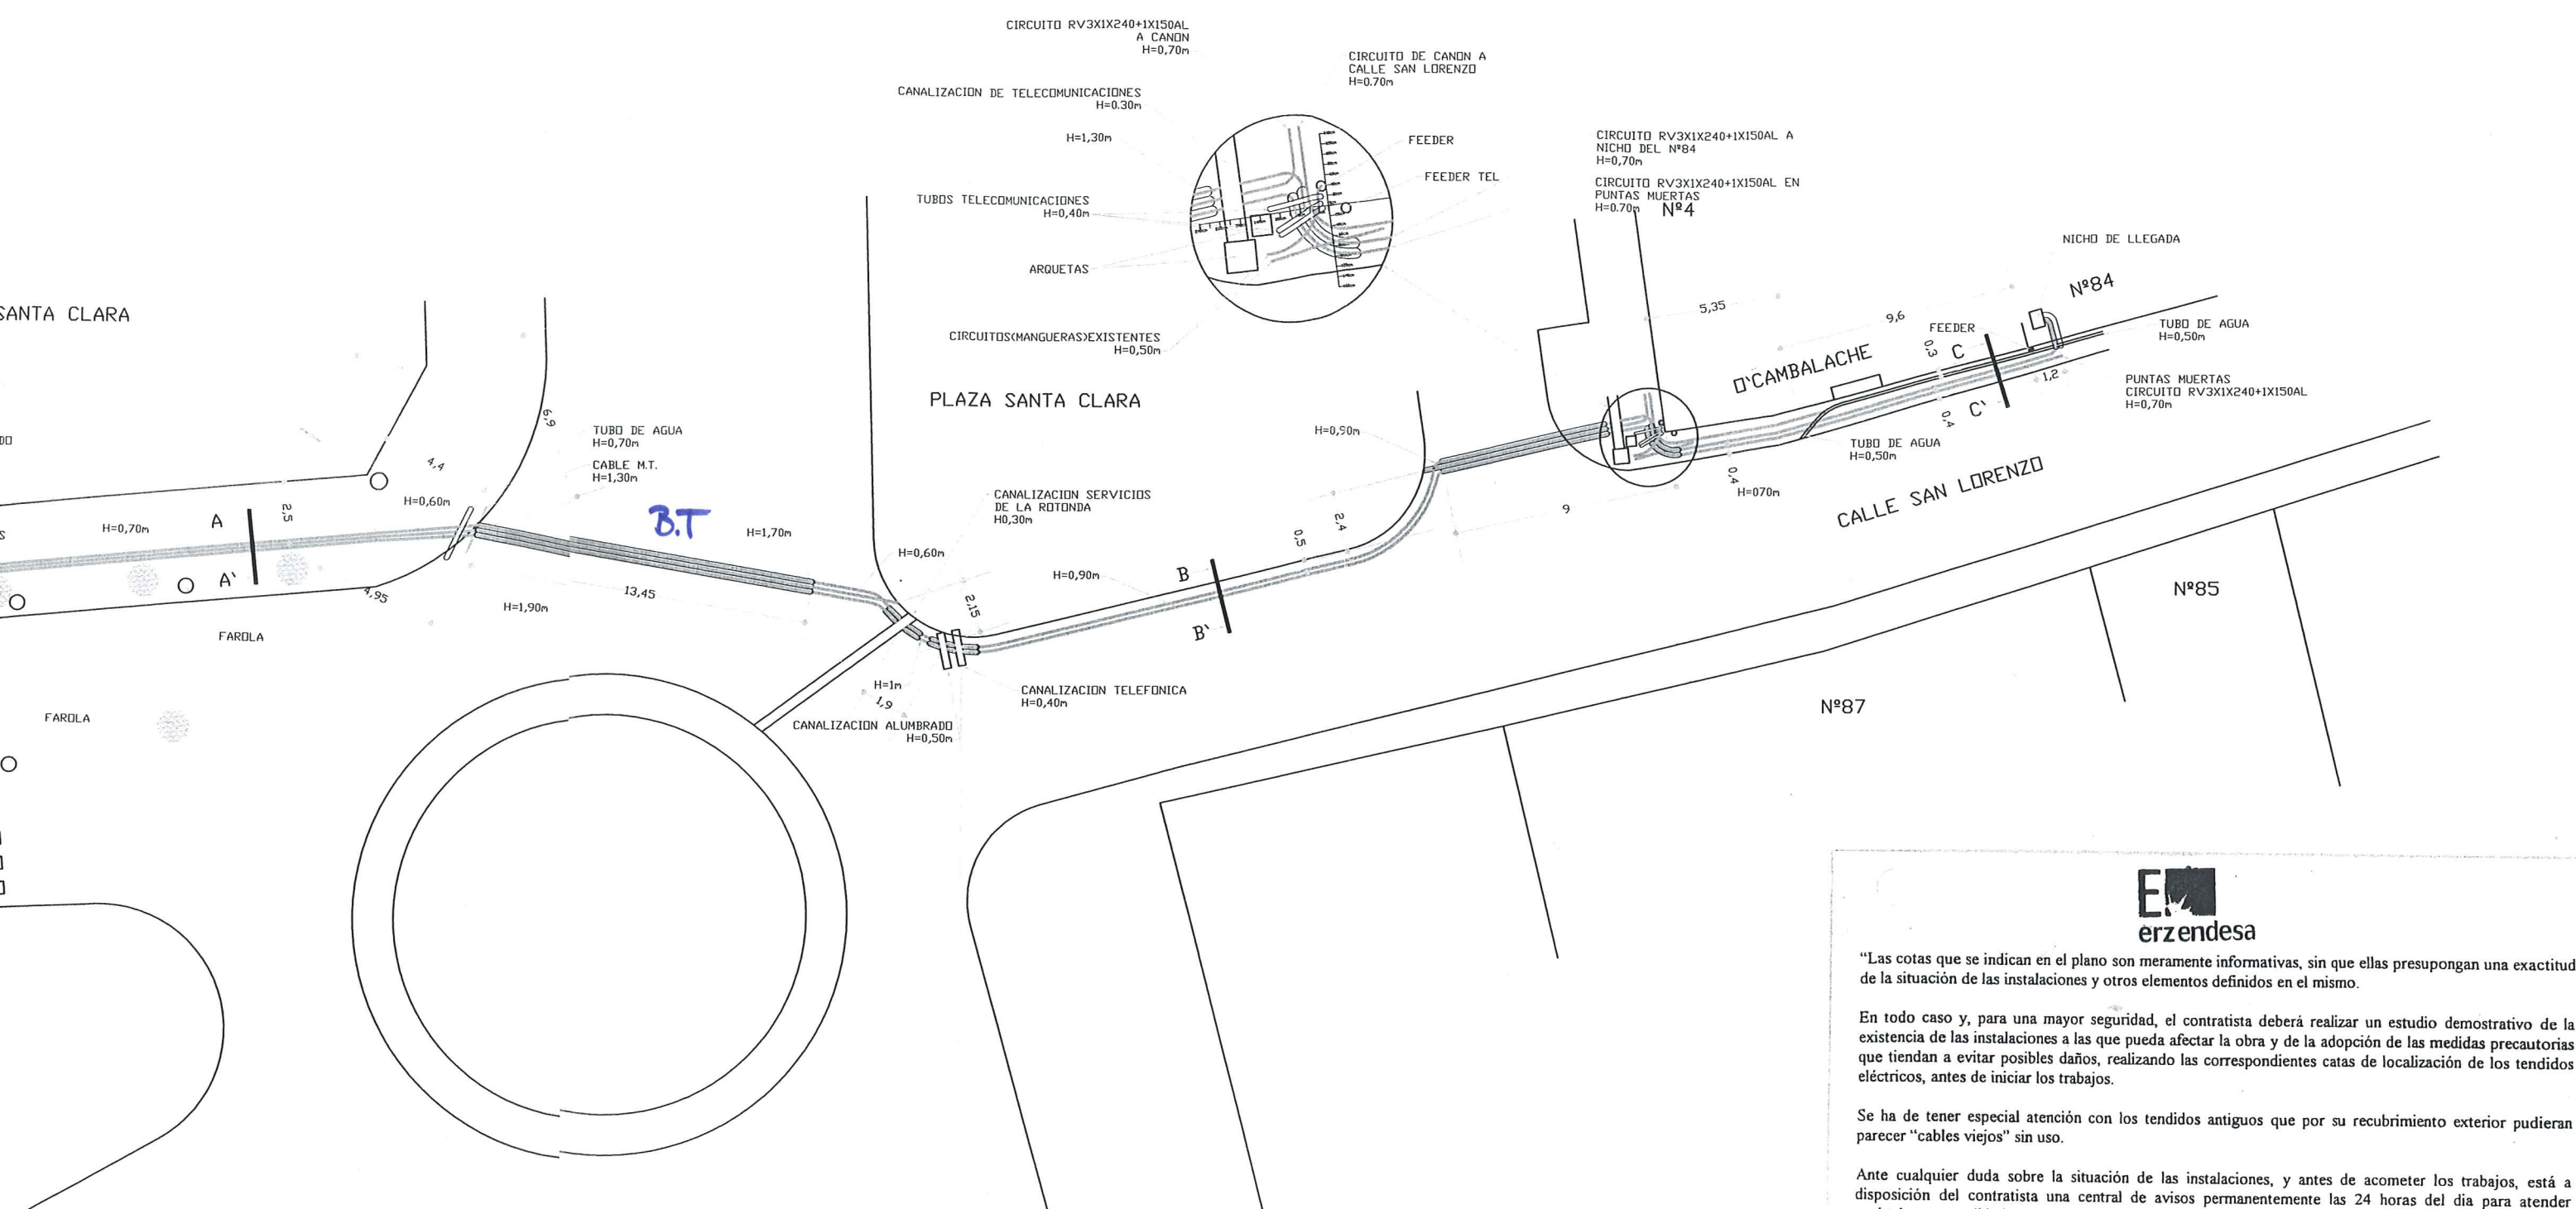 CIRCUITO RV3X1X240+1X150AL
A CANON
H=0,70m
CIRCUITO DE CANON A
CALLE SAN LORENZO
H=0.70m
CANALIZACION DE TELECOMUNICACIONES
H=0.30m
H=1,30m
FEEDER
FEEDER TEL
TUBOS TELECOMUNICACIONES
H=0,40m
ARQUETAS
CIRCUITOS(MANGUERAS)EXISTENTES
H=0,50m
CIRCUITO RV3X1X240+1X150AL A
NICHO DEL Nº84
H=0,70m
CIRCUITO RV3X1X240+1X150AL EN
PUNTAS MUERTAS
H=0.70m
Nº4
NICHO DE LLEGADA
Nº84
5,35
9,6
FEEDER
0,3
C
TUBO DE AGUA
H=0,50m
O'CAMBALACHE
1,2
C`
0,4
PUNTAS MUERTAS
CIRCUITO RV3X1X240+1X150AL
H=0,70m
TUBO DE AGUA
H=0,50m
0,4
H=070m
CALLE SAN LORENZO
SANTA CLARA
PLAZA SANTA CLARA
6,9
TUBO DE AGUA
H=0,70m
CABLE M.T.
H=1,30m
4,4
H=0,60m
2,5
A
H=0,70m
A`
4,95
B.T
H=1,70m
13,45
H=1,90m
FAROLA
FAROLA
CANALIZACION SERVICIOS
DE LA ROTONDA
H0,30m
H=0,60m
H=0,90m
2,15
B
B`
0,5
2,4
H=0,90m
9
H=1m
1,9
CANALIZACION TELEFONICA
H=0,40m
CANALIZACION ALUMBRADO
H=0,50m
Nº87
Nº85
E
erzendesa
“Las cotas que se indican en el plano son meramente informativas, sin que ellas presupongan una exactitud
de la situación de las instalaciones y otros elementos definidos en el mismo.
En todo caso y, para una mayor seguridad, el contratista deberá realizar un estudio demostrativo de la
existencia de las instalaciones a las que pueda afectar la obra y de la adopción de las medidas precautorias
que tiendan a evitar posibles daños, realizando las correspondientes catas de localización de los tendidos
eléctricos, antes de iniciar los trabajos.
Se ha de tener especial atención con los tendidos antiguos que por su recubrimiento exterior pudieran
parecer “cables viejos” sin uso.
Ante cualquier duda sobre la situación de las instalaciones, y antes de acometer los trabajos, está a
disposición del contratista una central de avisos permanentemente las 24 horas del dia para atender